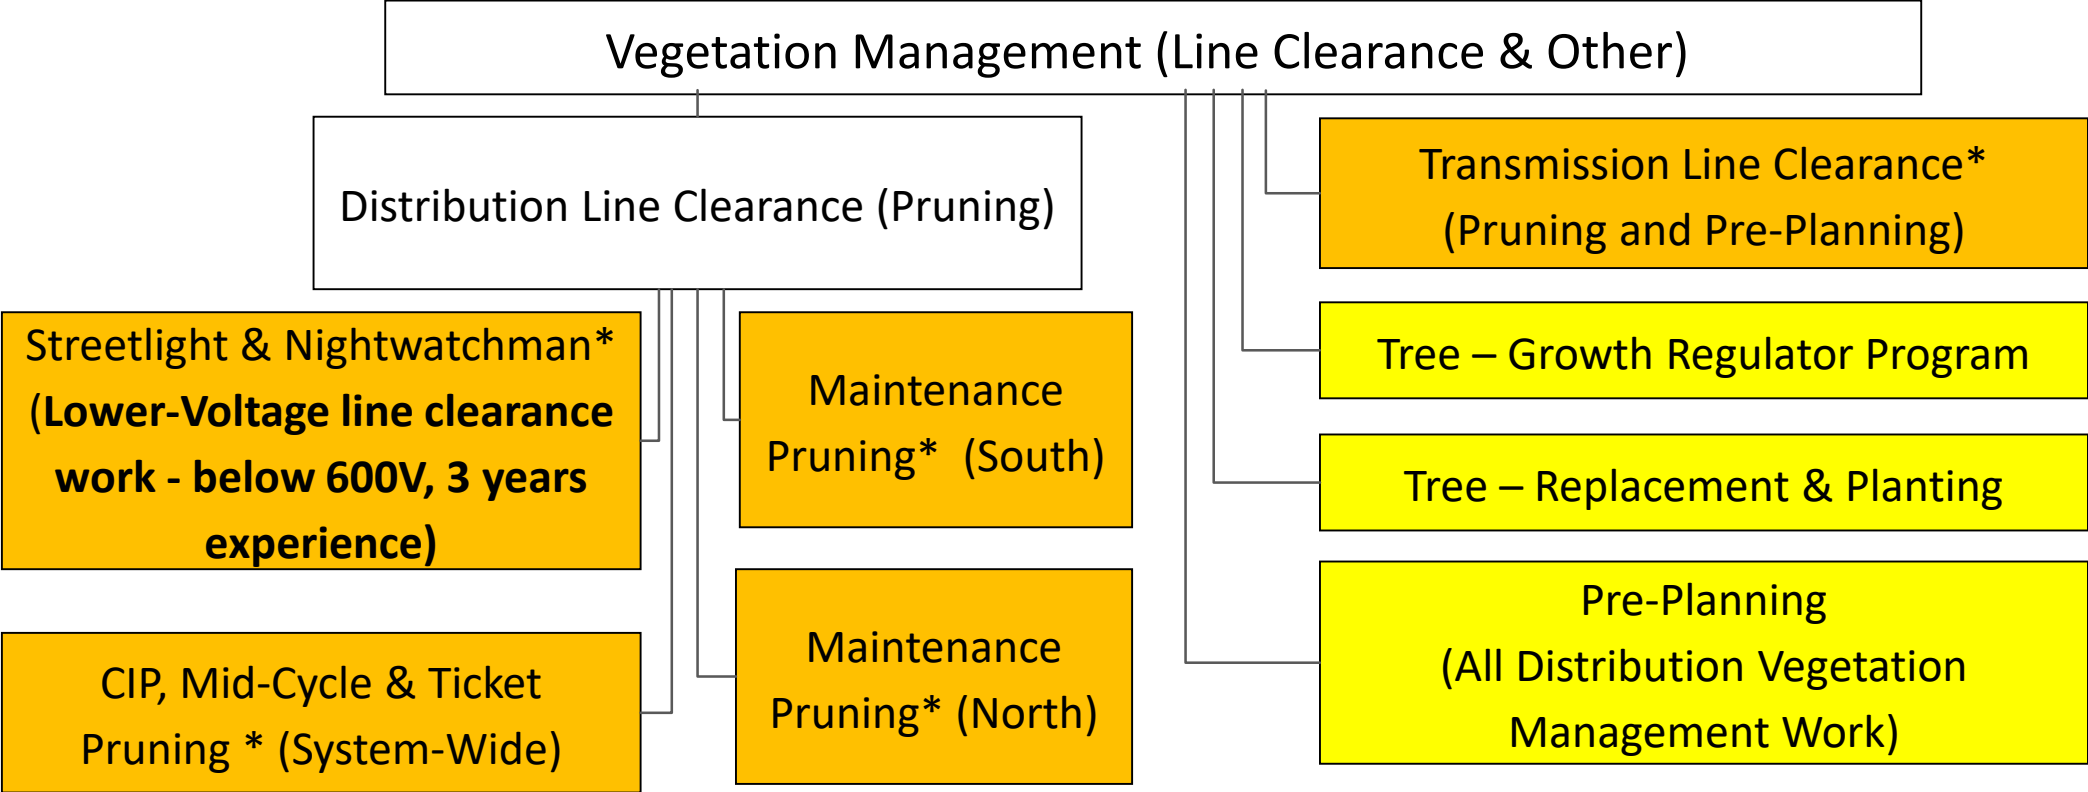 Vegetation Management (Line Clearance & Other)
Distribution Line Clearance (Pruning)
Streetlight & Nightwatchman*
(Lower-Voltage line clearance
work - below 600V, 3 years
experience)
CIP, Mid-Cycle & Ticket
Pruning * (System-Wide)
Maintenance
Pruning*  (South)
Maintenance
Pruning* (North)
Transmission Line Clearance*
(Pruning and Pre-Planning)
Tree – Growth Regulator Program
Tree – Replacement & Planting
Pre-Planning
(All Distribution Vegetation
Management Work)